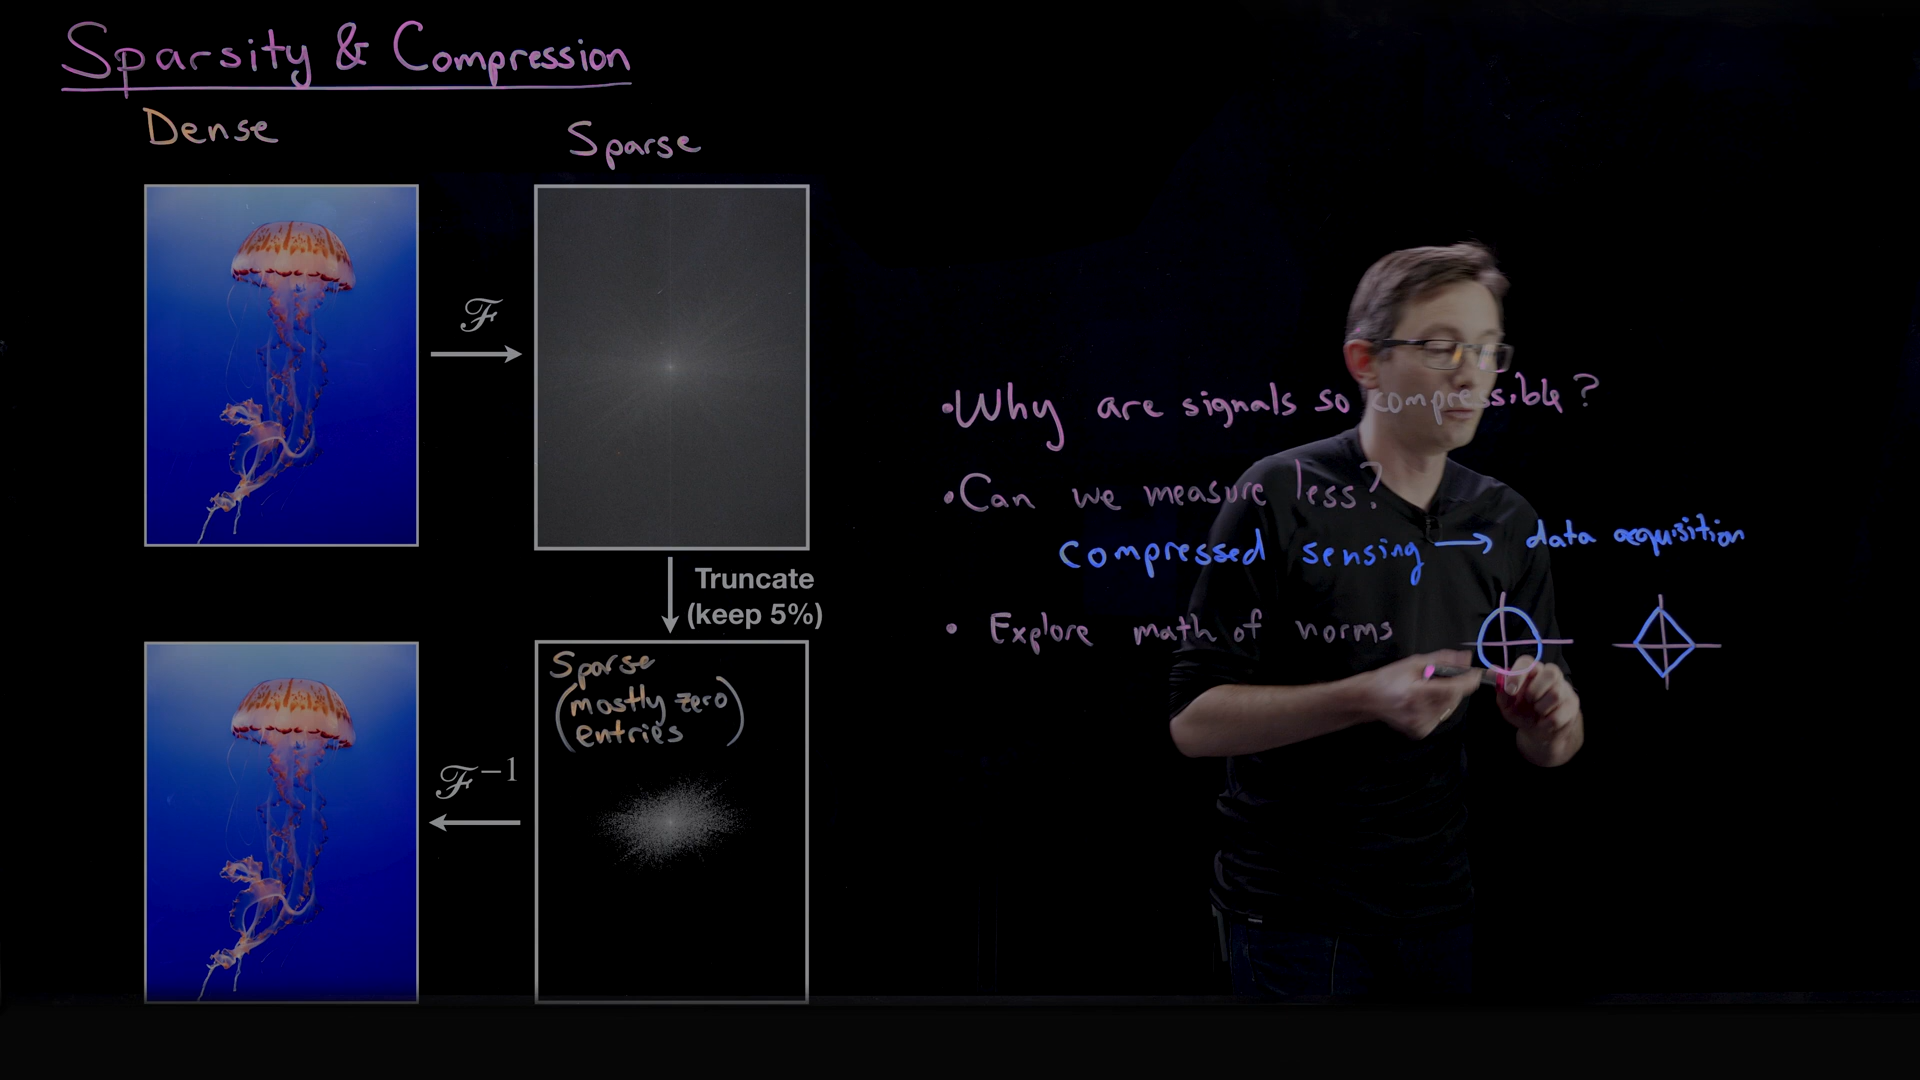 Sparsity & Compression
Dense
Sparse
ℱ
Truncate
(keep 5%)
Sparse
(mostly zero
entries)
ℱ⁻¹
•Why are signals so compressible?
•Can we measure less?
compressed sensing → data acquisition
• Explore math of norms